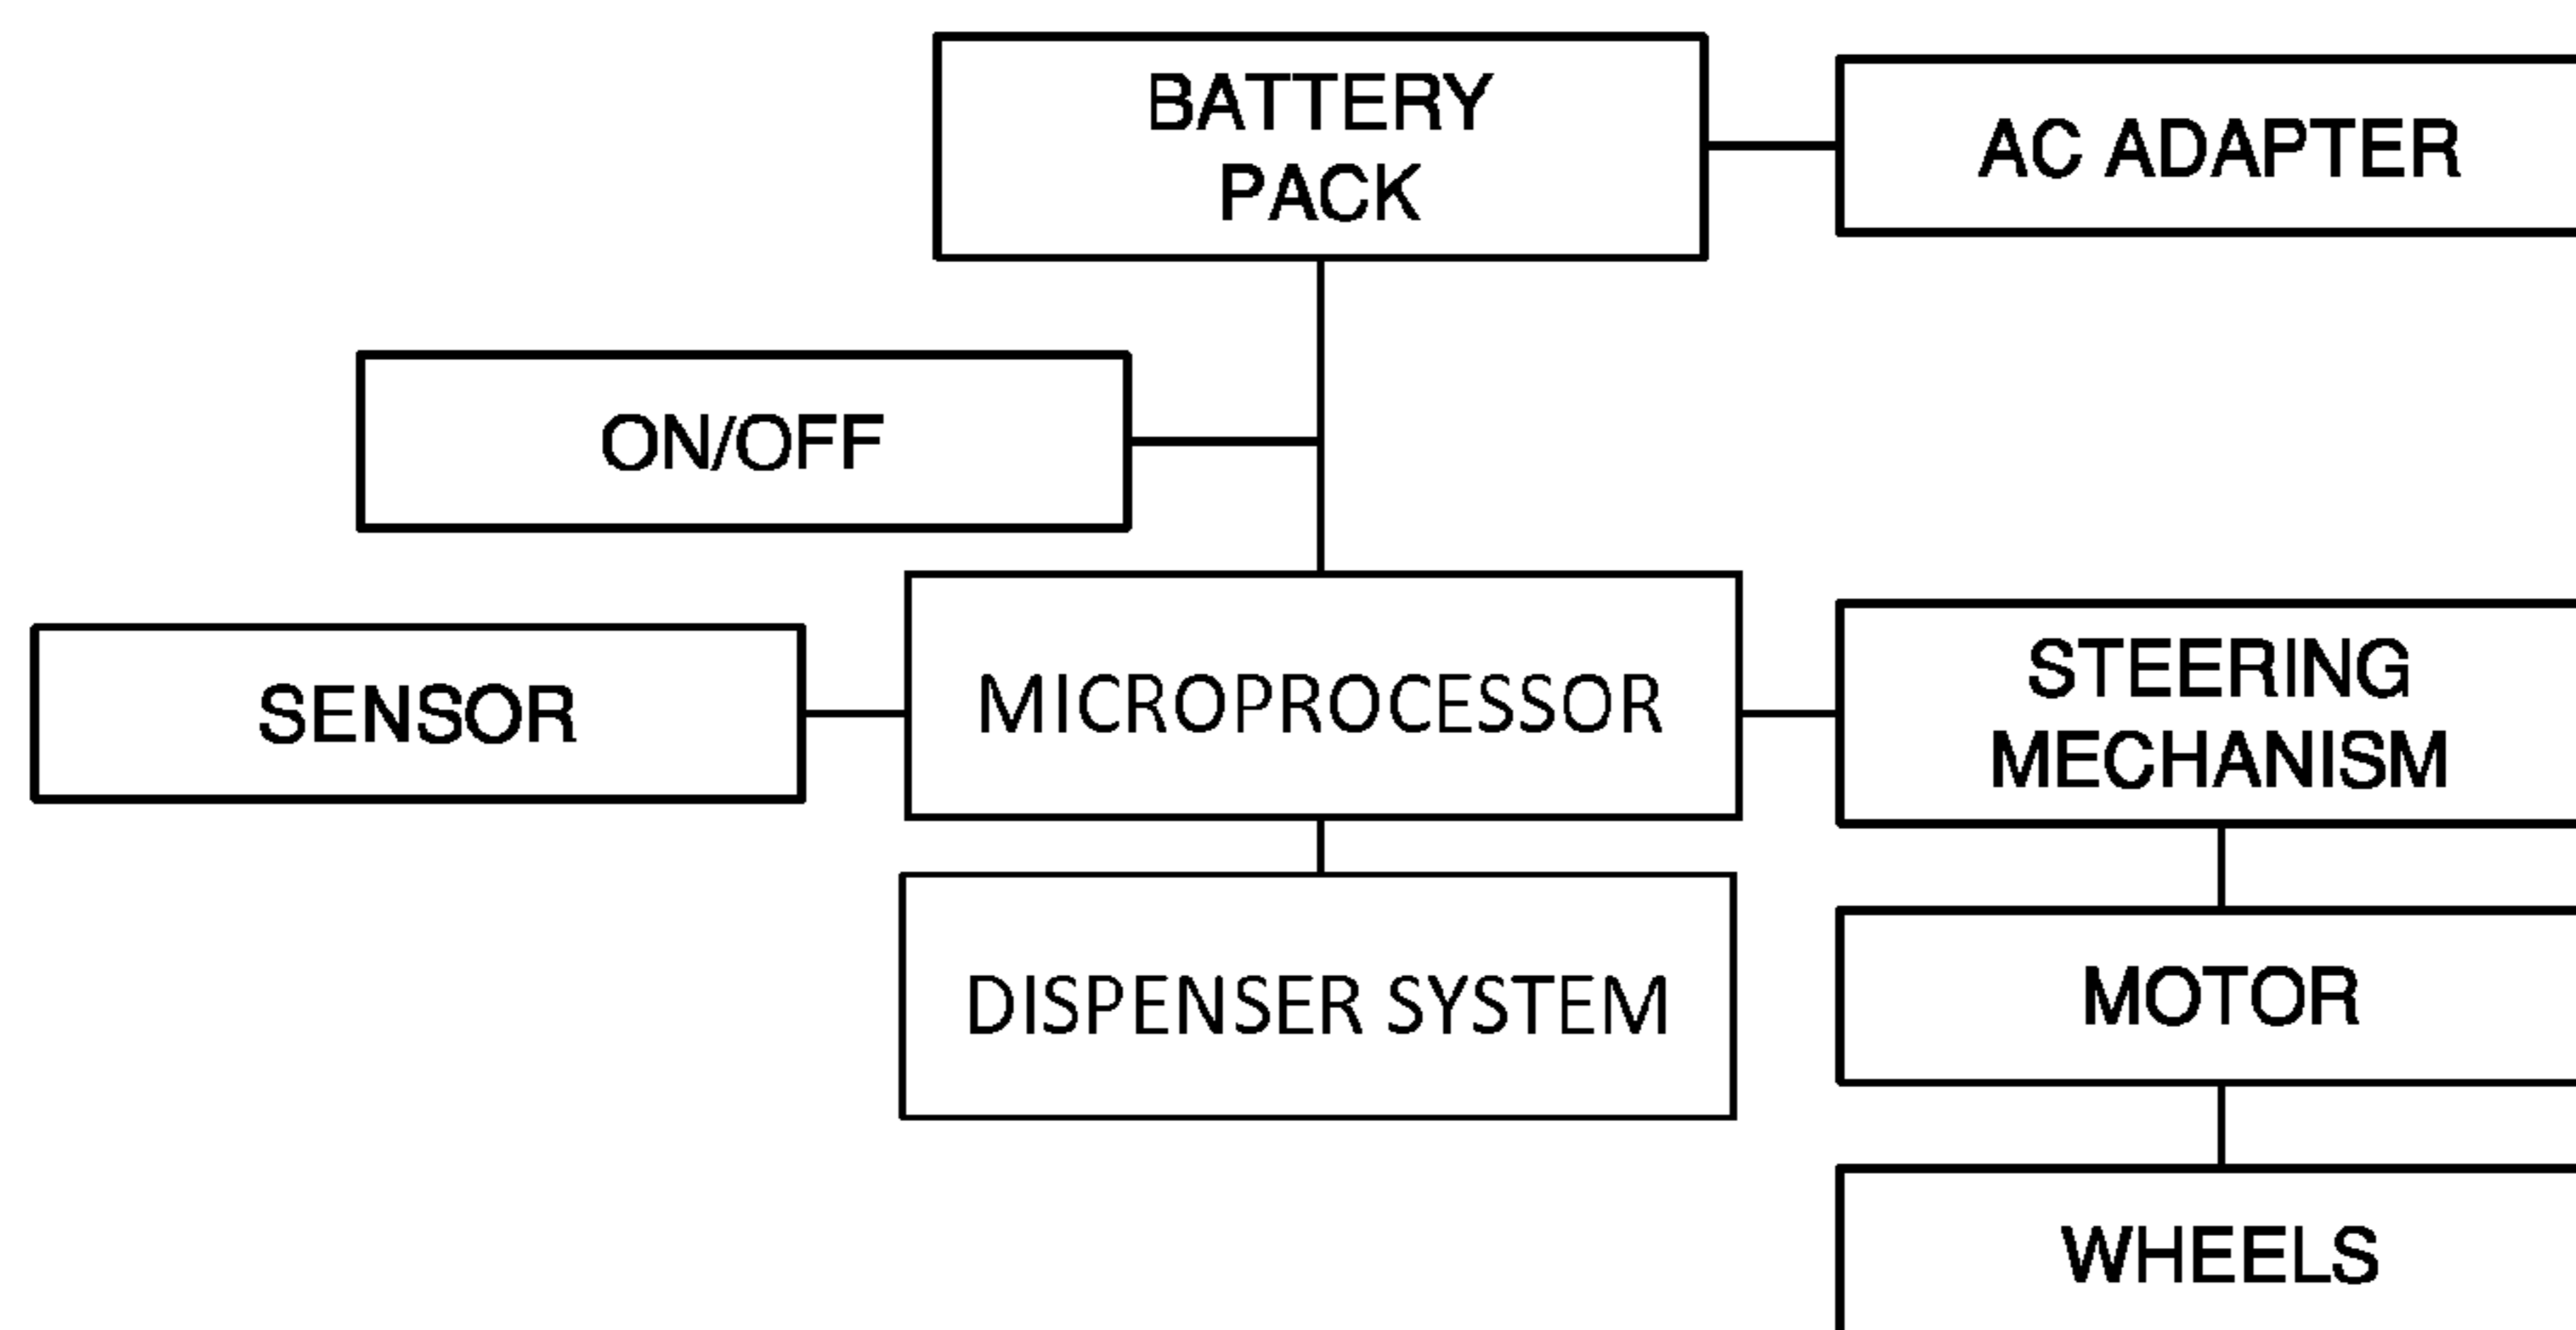 BATTERY
PACK
AC ADAPTER
ON/OFF
SENSOR
MICROPROCESSOR
STEERING
MECHANISM
DISPENSER SYSTEM
MOTOR
WHEELS